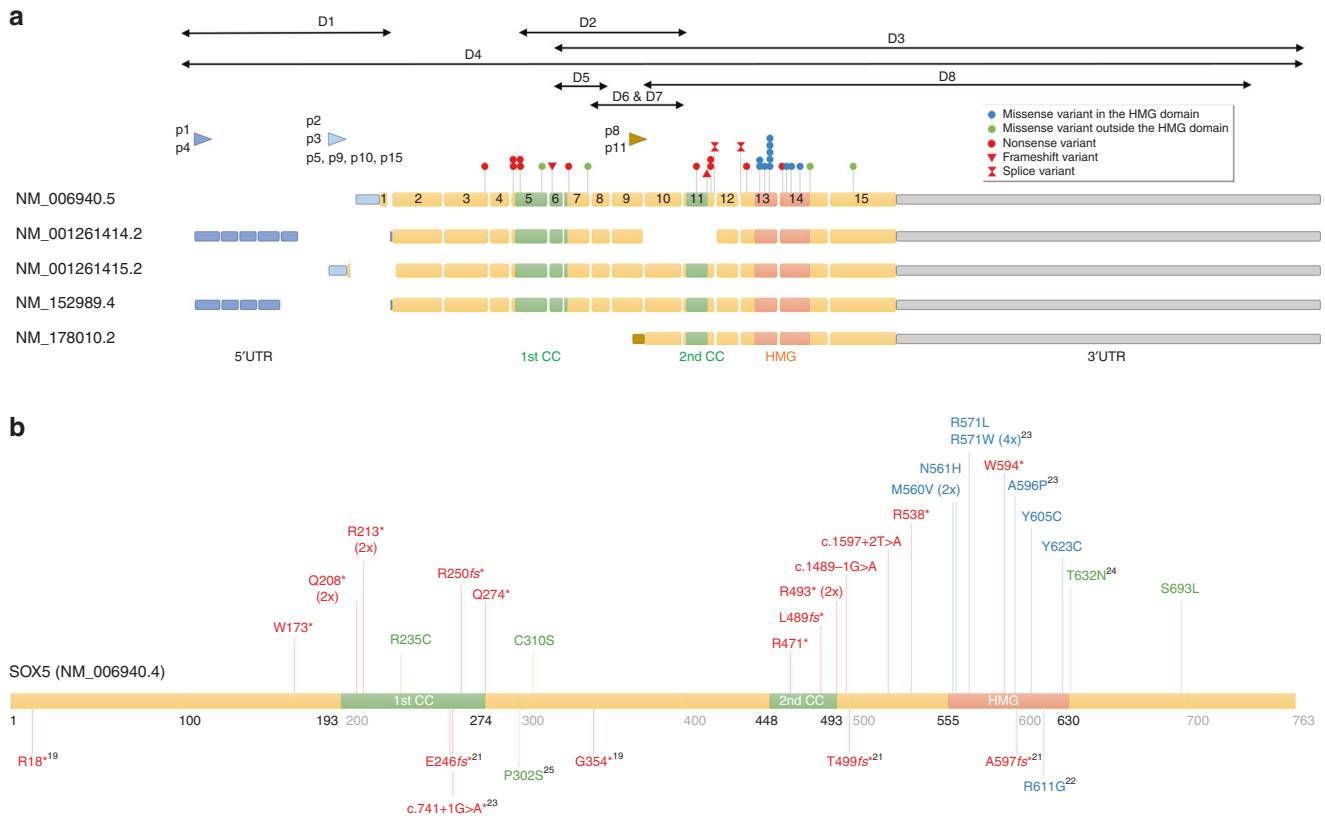 a
D1
D2
D3
D4
D5
D8
D6 & D7
p1
p4
p2
p3
p5, p9, p10, p15
p8
p11
Missense variant in the HMG domain
Missense variant outside the HMG domain
Nonsense variant
Frameshift variant
Splice variant
NM_006940.5
1 2 3 4 5 6 7 8 9 10 11 12 13 14 15
NM_001261414.2
NM_001261415.2
NM_152989.4
NM_178010.2
5′UTR 1st CC 2nd CC HMG 3′UTR
b
R571L
R571W (4x)23
N561H
W594*
M560V (2x)
A596P23
R538*
Y605C
R213*
(2x)
c.1597+2T>A
Y623C
Q208*
(2x)
R250fs*
c.1489–1G>A
T632N24
Q274*
R493* (2x)
S693L
L489fs*
W173*
R235C
C310S
R471*
SOX5 (NM_006940.4)
1st CC 2nd CC HMG
1 100 193 200 274 300 400 448 493 500 555 600 630 700 763
R18*19
E246fs*21
P302S25
G354*19
T499fs*21
A597fs*21
R611G22
c.741+1G>A*23